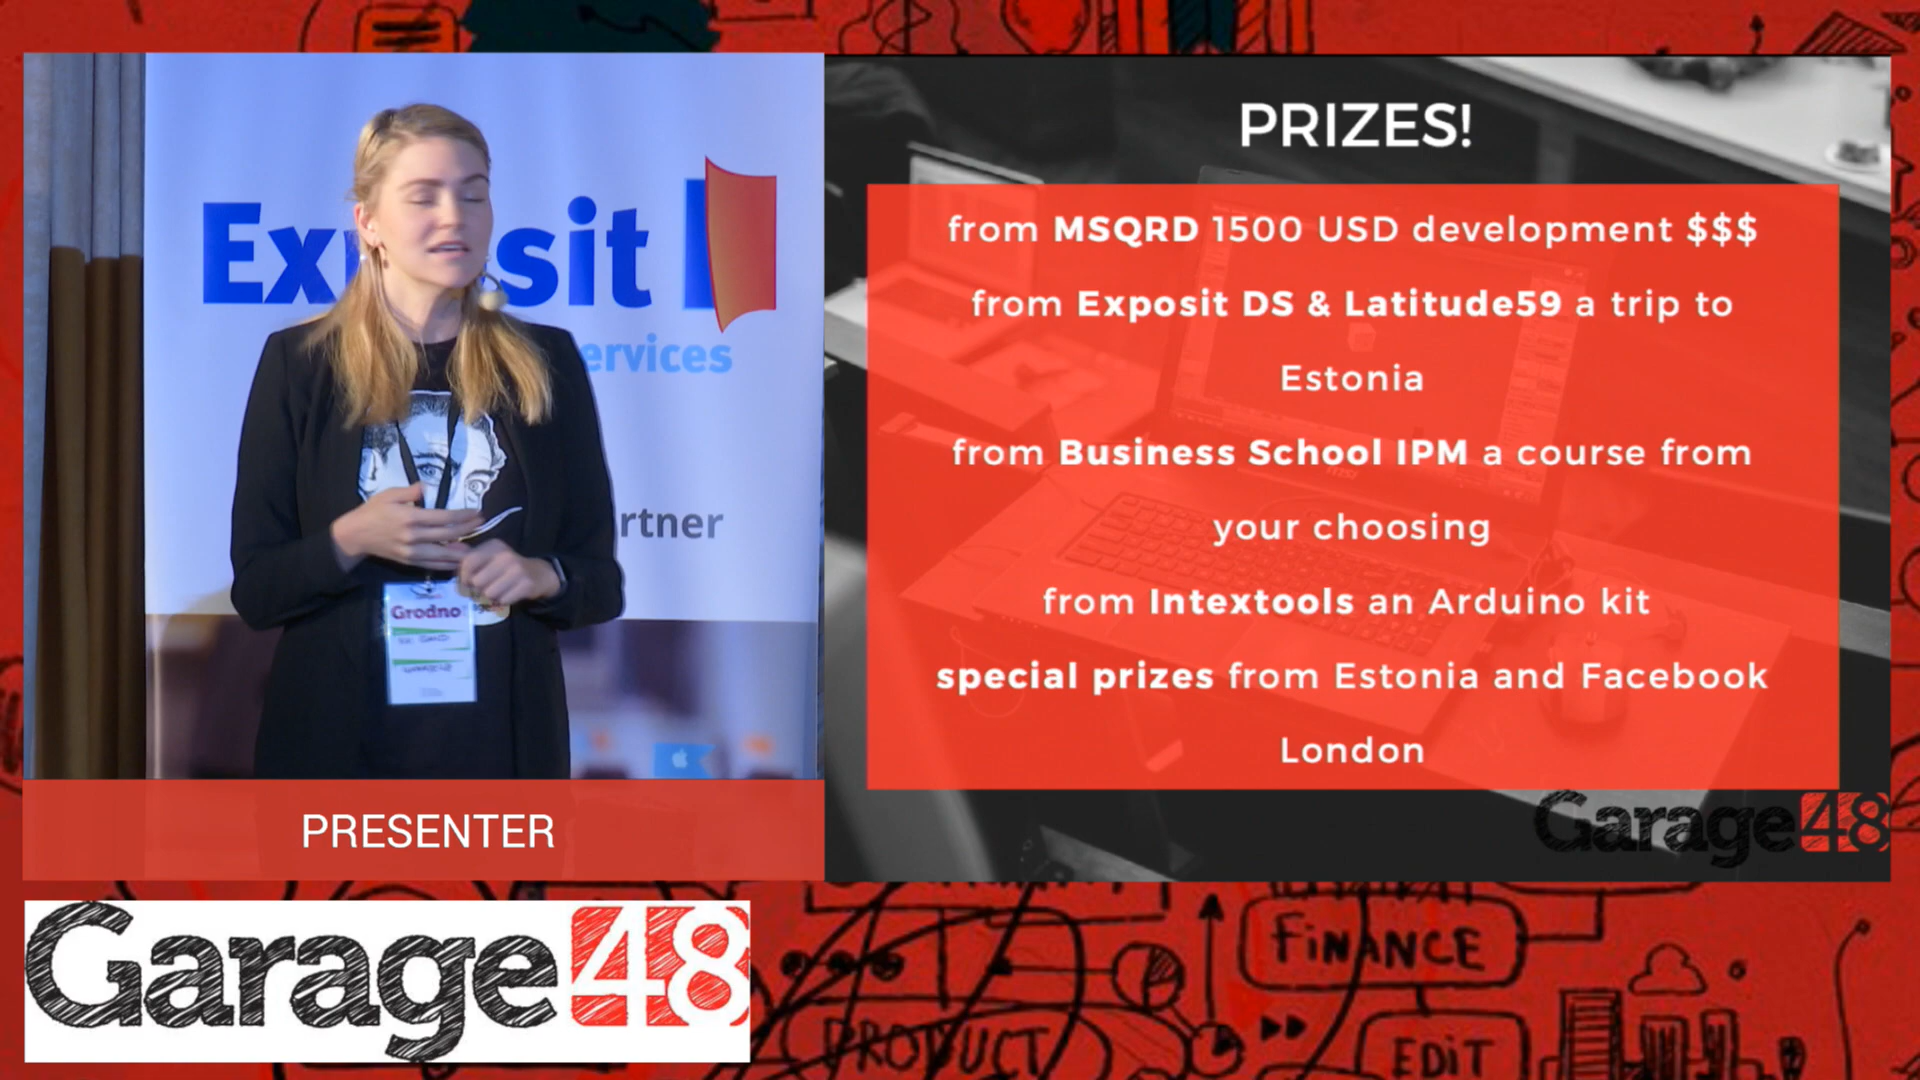 Exposit
ervices
rtner
Grodno
PRESENTER
Garage48
PRIZES!
from MSQRD 1500 USD development $$$
from Exposit DS & Latitude59 a trip to
Estonia
from Business School IPM a course from
your choosing
from Intextools an Arduino kit
special prizes from Estonia and Facebook
London
Garage48
FiNANCE
PRODUCT
EDiT